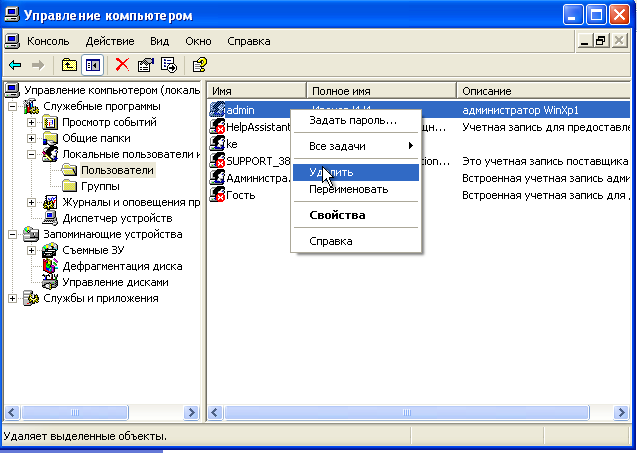 Управление компьютером
Консоль Действие Вид Окно Справка
Управление компьютером (локаль
Служебные программы
Просмотр событий
Общие папки
Локальные пользователи и
Пользователи
Группы
Журналы и оповещения пр
Диспетчер устройств
Запоминающие устройства
Съемные ЗУ
Дефрагментация диска
Управление дисками
Службы и приложения
Имя Полное имя Описание
admin администратор WinXp1
HelpAssistant Учетная запись для предоставле
ke
SUPPORT_38 Это учетная запись поставщика
Администра... Встроенная учетная запись адми
Гость Встроенная учетная запись для
Задать пароль...
Все задачи
Удалить
Переименовать
Свойства
Справка
Удаляет выделенные объекты.